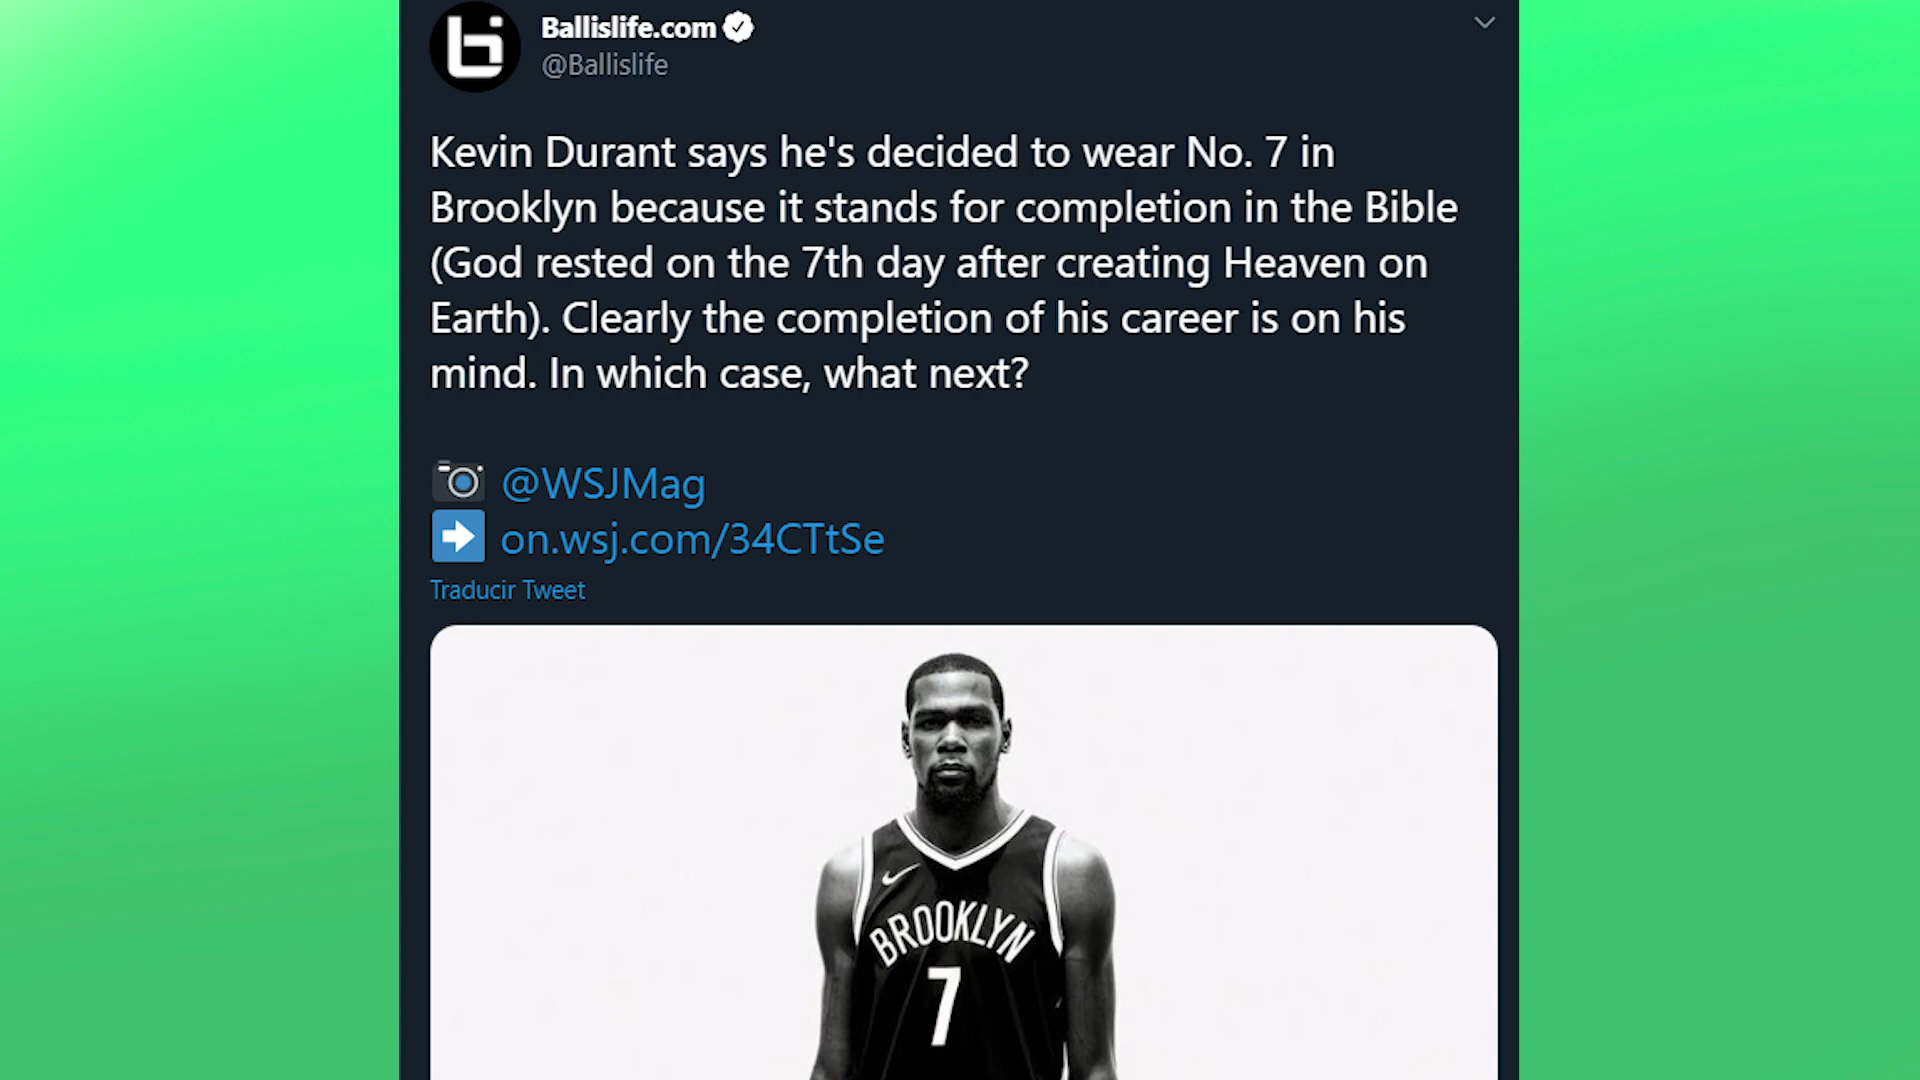 Ballislife.com
@Ballislife
Kevin Durant says he's decided to wear No. 7 in
Brooklyn because it stands for completion in the Bible
(God rested on the 7th day after creating Heaven on
Earth). Clearly the completion of his career is on his
mind. In which case, what next?
@WSJMag
on.wsj.com/34CTtSe
Traducir Tweet
BROOKLYN
7